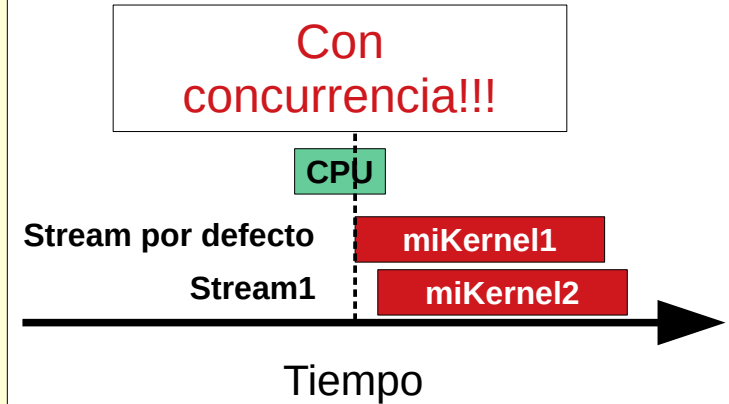 Con
concurrencia!!!
CPU
Stream por defecto
miKernel1
Stream1
miKernel2
Tiempo